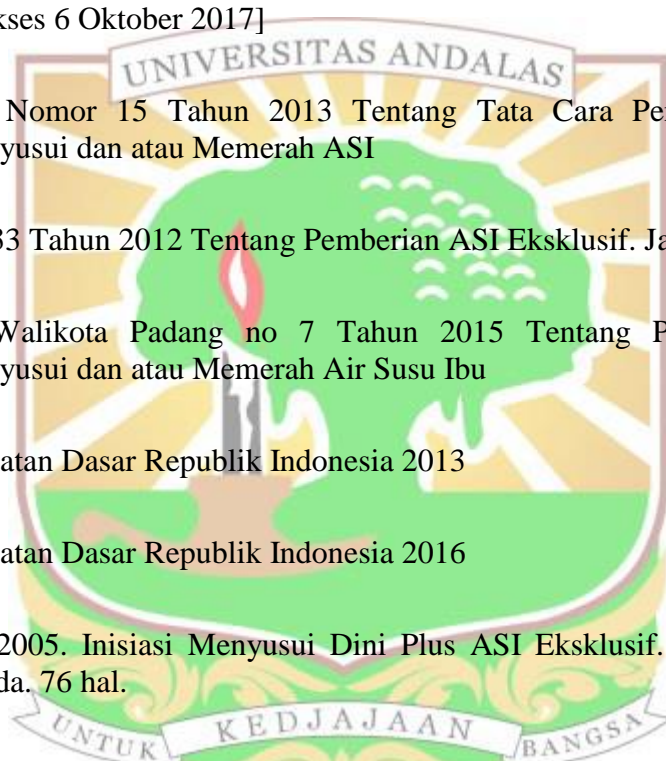 kses 6 Oktober 2017]
UNIVERSITAS ANDALAS
Nomor 15 Tahun 2013 Tentang Tata Cara Pe
yusui dan atau Memerah ASI
33 Tahun 2012 Tentang Pemberian ASI Eksklusif. Ja
Walikota Padang no 7 Tahun 2015 Tentang P
yusui dan atau Memerah Air Susu Ibu
atan Dasar Republik Indonesia 2013
atan Dasar Republik Indonesia 2016
2005. Inisiasi Menyusui Dini Plus ASI Eksklusif.
da. 76 hal.
UNTUK KEDJAJAAN BANGSA